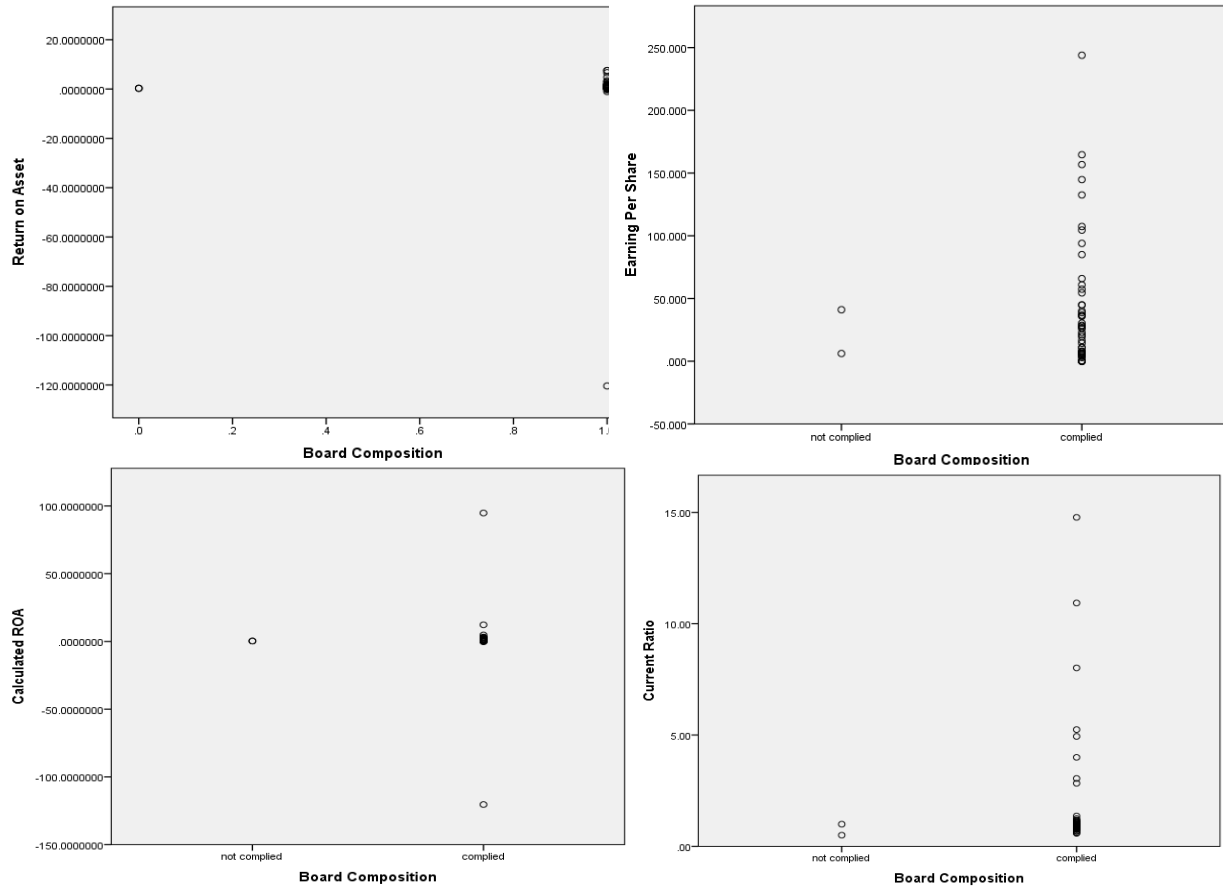 20.0000000
.0000000
-20.0000000
-40.0000000
-60.0000000
-80.0000000
-100.0000000
-120.0000000
Return on Asset
.0 .2 .4 .6 .8
Board Composition
250.000
200.000
150.000
100.000
50.000
.000
-50.000
Earning Per Share
not complied complied
Board Composition
100.0000000
50.0000000
.0000000
-50.0000000
-100.0000000
-150.0000000
Calculated ROA
not complied complied
Board Composition
15.00
10.00
5.00
.00
Current Ratio
not complied complied
Board Composition